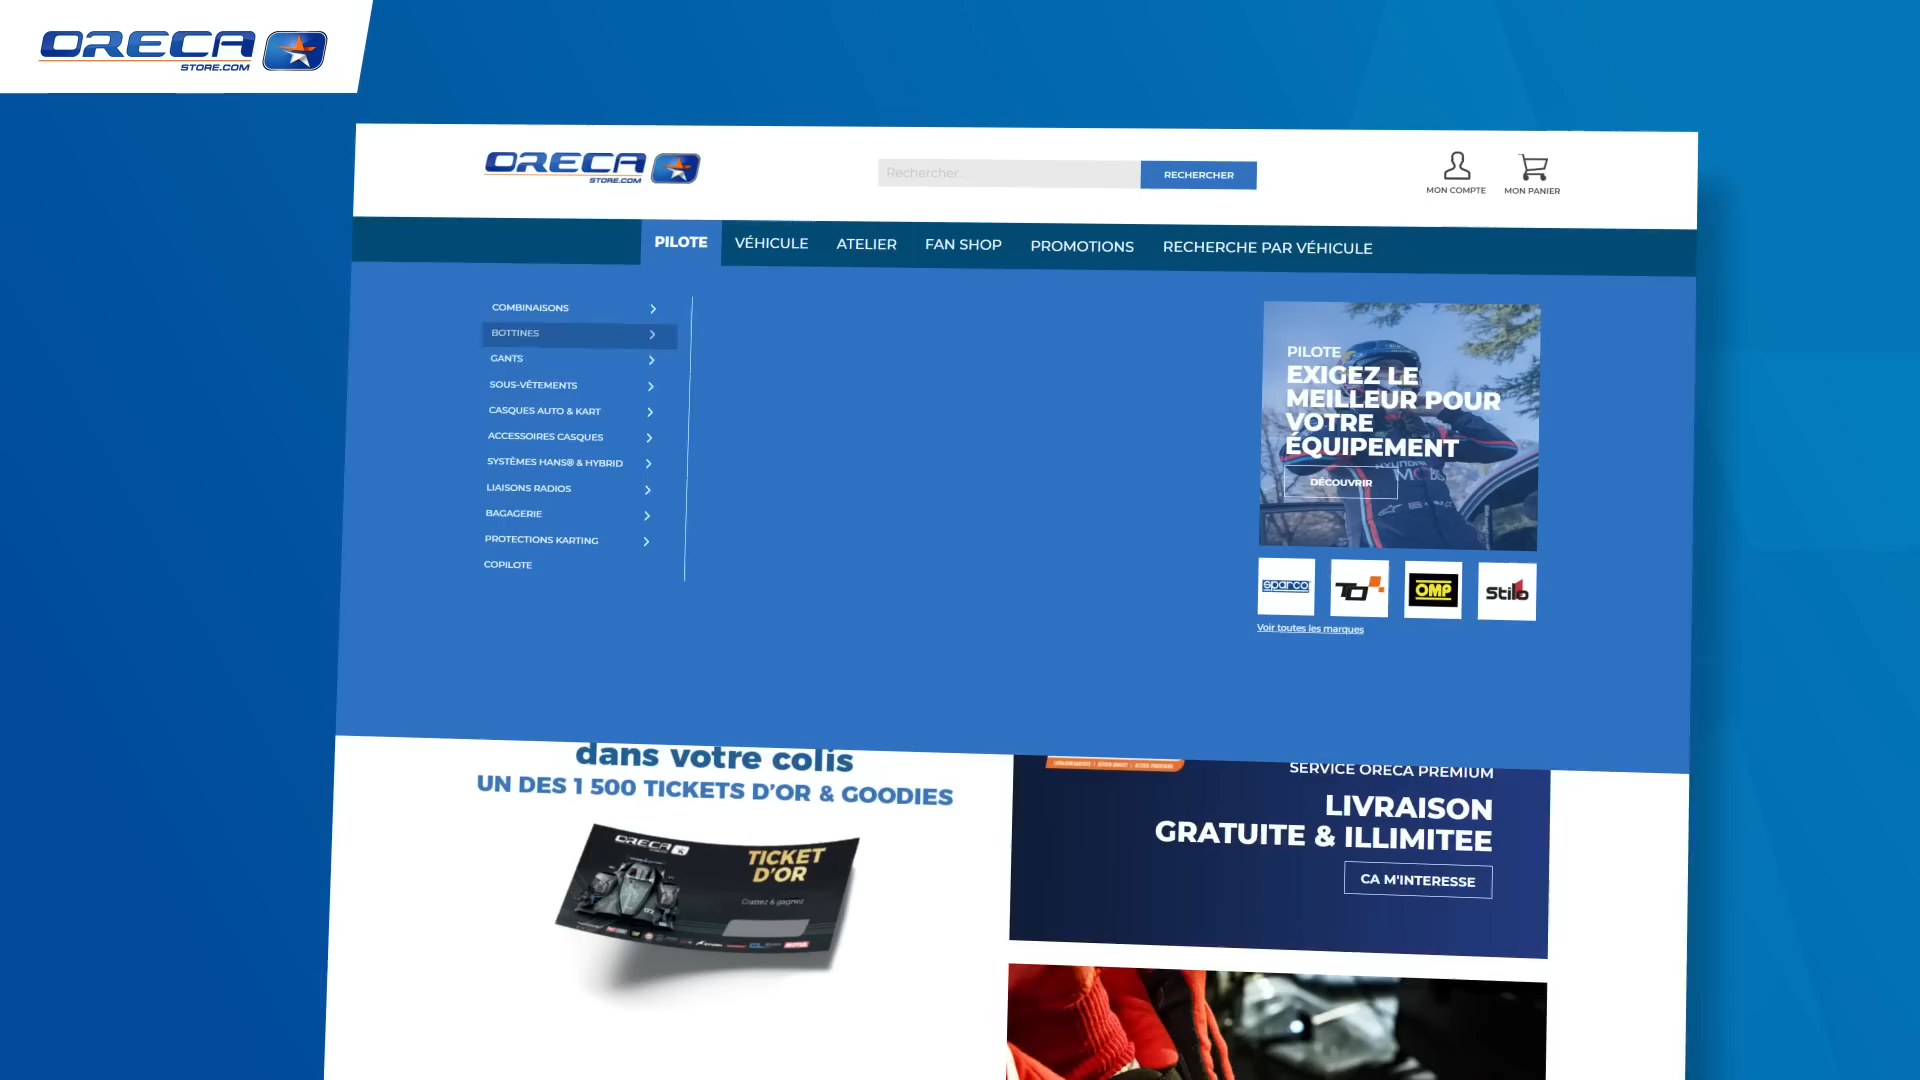 ORECA
STORE.COM
ORECA
STORE.COM
Rechercher...
RECHERCHER
MON COMPTE
MON PANIER
PILOTE
VÉHICULE
ATELIER
FAN SHOP
PROMOTIONS
RECHERCHE PAR VÉHICULE
COMBINAISONS
BOTTINES
GANTS
SOUS-VÊTEMENTS
CASQUES AUTO & KART
ACCESSOIRES CASQUES
SYSTÈMES HANS® & HYBRID
LIAISONS RADIOS
BAGAGERIE
PROTECTIONS KARTING
COPILOTE
PILOTE
EXIGEZ LE
MEILLEUR POUR
VOTRE
ÉQUIPEMENT
DÉCOUVRIR
HYUNDAI
sparco
OMP
Stilo
Voir toutes les marques
dans votre colis
UN DES 1 500 TICKETS D'OR & GOODIES
ORECA
TICKET
D'OR
Grattez & gagnez
MOTUL
SERVICE ORECA PREMIUM
LIVRAISON
GRATUITE & ILLIMITEE
CA M'INTERESSE